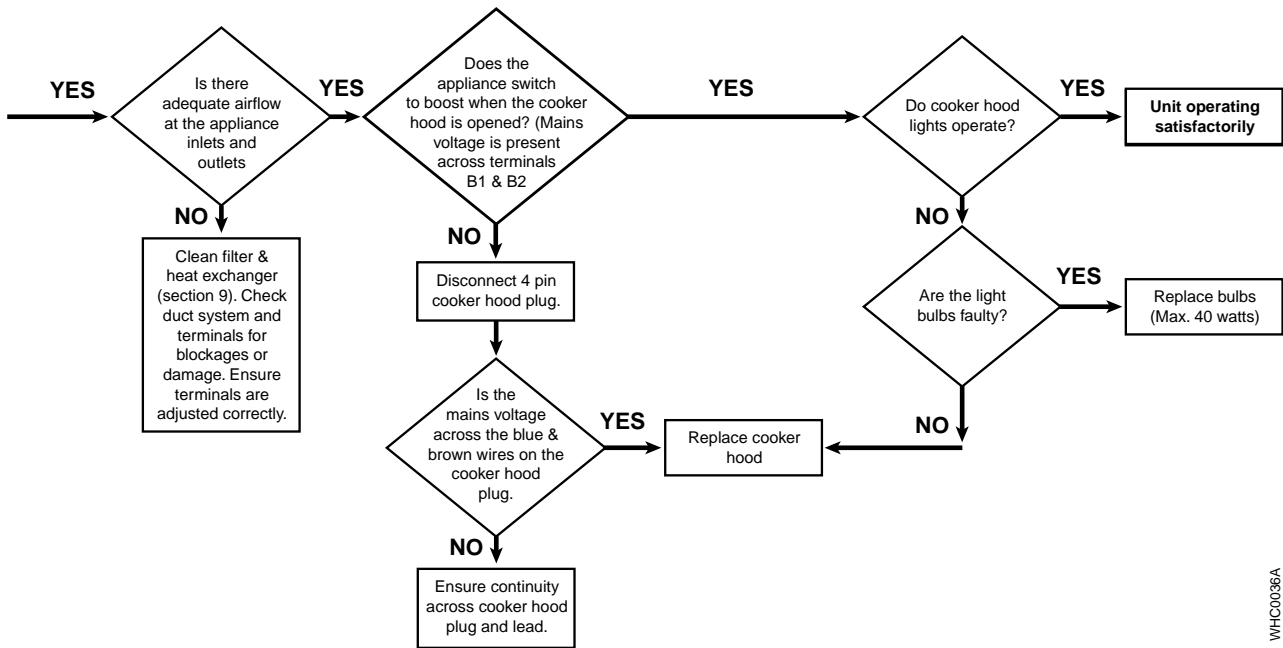 YES
Is there
adequate airflow
at the appliance
inlets and
outlets
YES
Does the
appliance switch
to boost when the cooker
hood is opened? (Mains
voltage is present
across terminals
B1 & B2
YES
Do cooker hood
lights operate?
YES
Unit operating
satisfactorily
NO
Clean filter &
heat exchanger
(section 9). Check
duct system and
terminals for
blockages or
damage. Ensure
terminals are
adjusted correctly.
NO
Disconnect 4 pin
cooker hood plug.
NO
Are the light
bulbs faulty?
YES
Replace bulbs
(Max. 40 watts)
Is the
mains voltage
across the blue &
brown wires on the
cooker hood
plug.
YES
Replace cooker
hood
NO
NO
Ensure continuity
across cooker hood
plug and lead.
WHC0036A